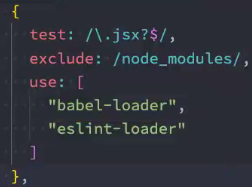 {
test: /\.jsx?$/,
exclude: /node_modules/,
use: [
"babel-loader",
"eslint-loader"
]
},